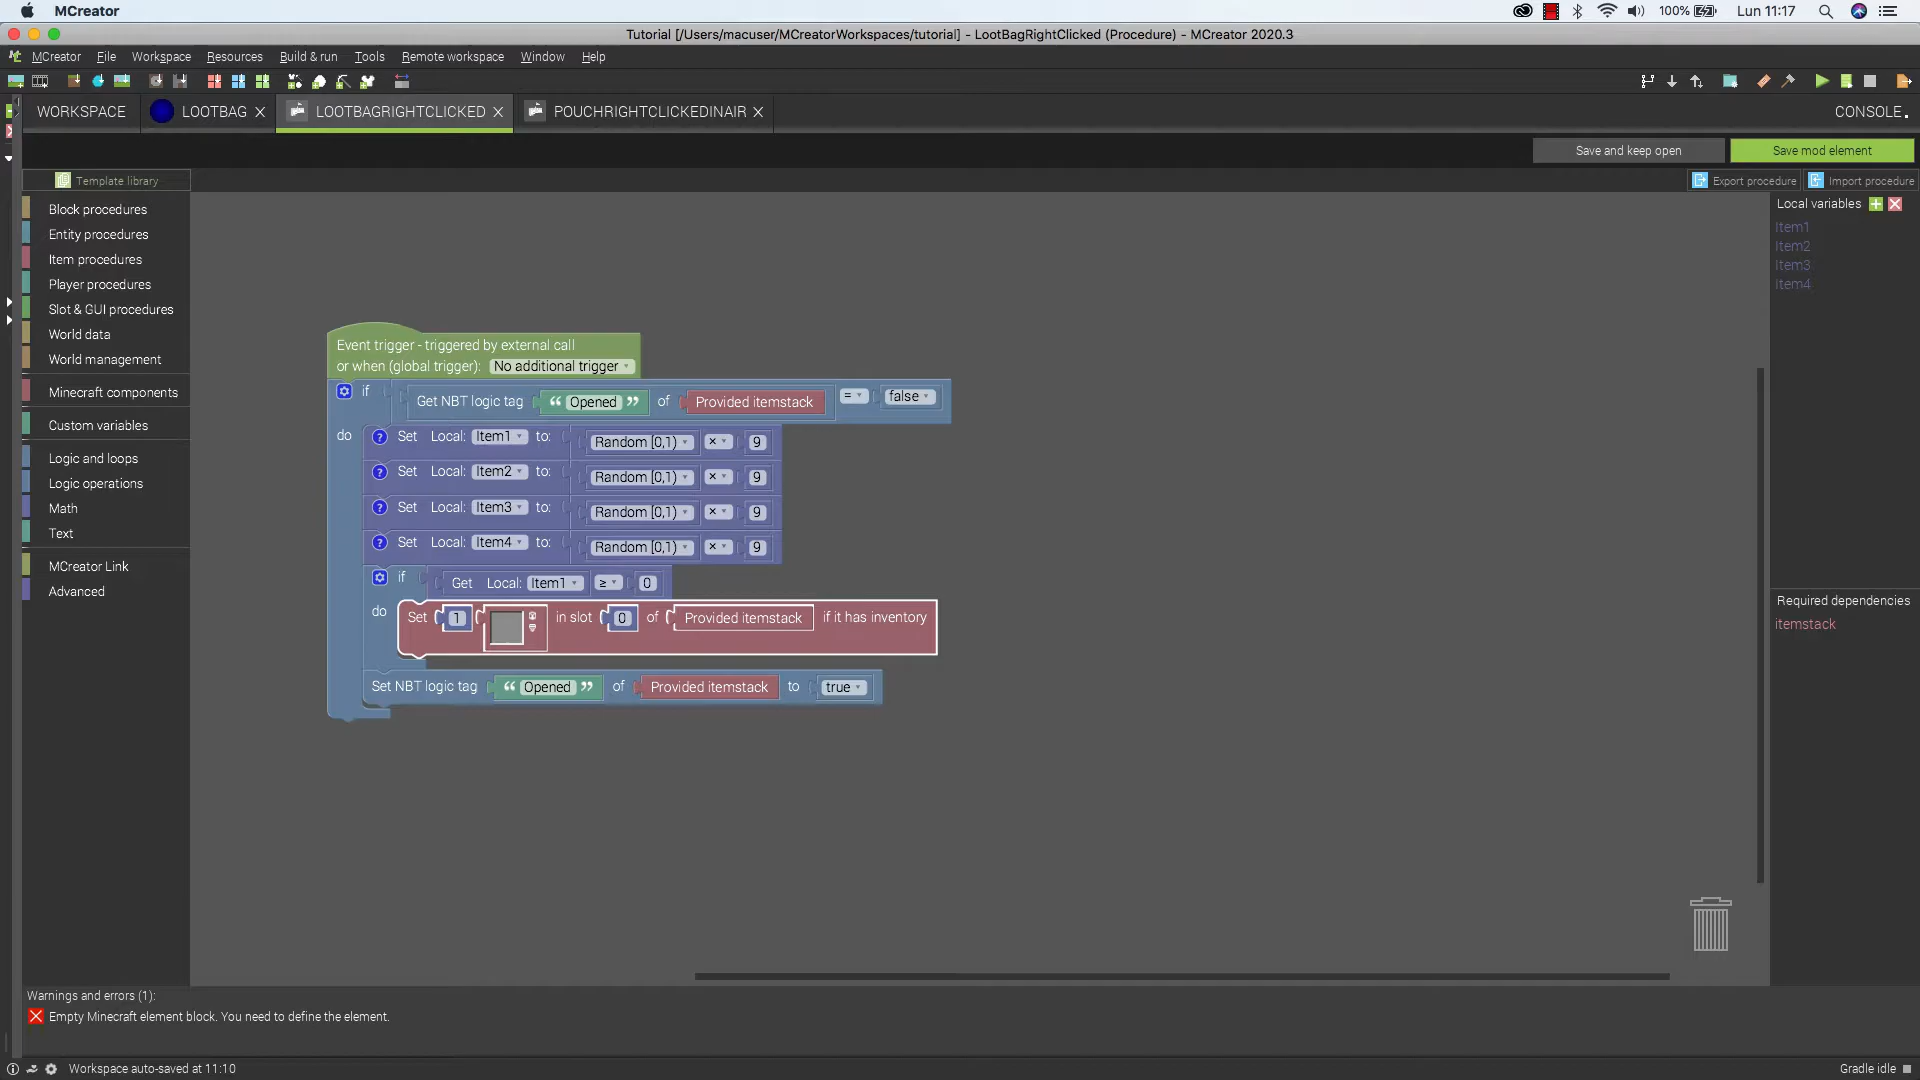 MCreator
100%
Lun 11:17
Tutorial [/Users/macuser/MCreatorWorkspaces/tutorial] - LootBagRightClicked (Procedure) - MCreator 2020.3
MCreator File Workspace Resources Build & run Tools Remote workspace Window Help
WORKSPACE
LOOTBAG
LOOTBAGRIGHTCLICKED
POUCHRIGHTCLICKEDINAIR
CONSOLE
Save and keep open
Save mod element
Template library
Export procedure
Import procedure
Block procedures
Entity procedures
Item procedures
Player procedures
Slot & GUI procedures
World data
World management
Minecraft components
Custom variables
Logic and loops
Logic operations
Math
Text
MCreator Link
Advanced
Event trigger - triggered by external call
or when (global trigger): No additional trigger
if Get NBT logic tag “ Opened ” of Provided itemstack = false
do Set Local: Item1 to: Random [0,1) × 9
Set Local: Item2 to: Random [0,1) × 9
Set Local: Item3 to: Random [0,1) × 9
Set Local: Item4 to: Random [0,1) × 9
if Get Local: Item1 ≥ 0
do Set 1 in slot 0 of Provided itemstack if it has inventory
Set NBT logic tag “ Opened ” of Provided itemstack to true
Local variables
Item1
Item2
Item3
Item4
Required dependencies
itemstack
Warnings and errors (1):
Empty Minecraft element block. You need to define the element.
Workspace auto-saved at 11:10
Gradle idle